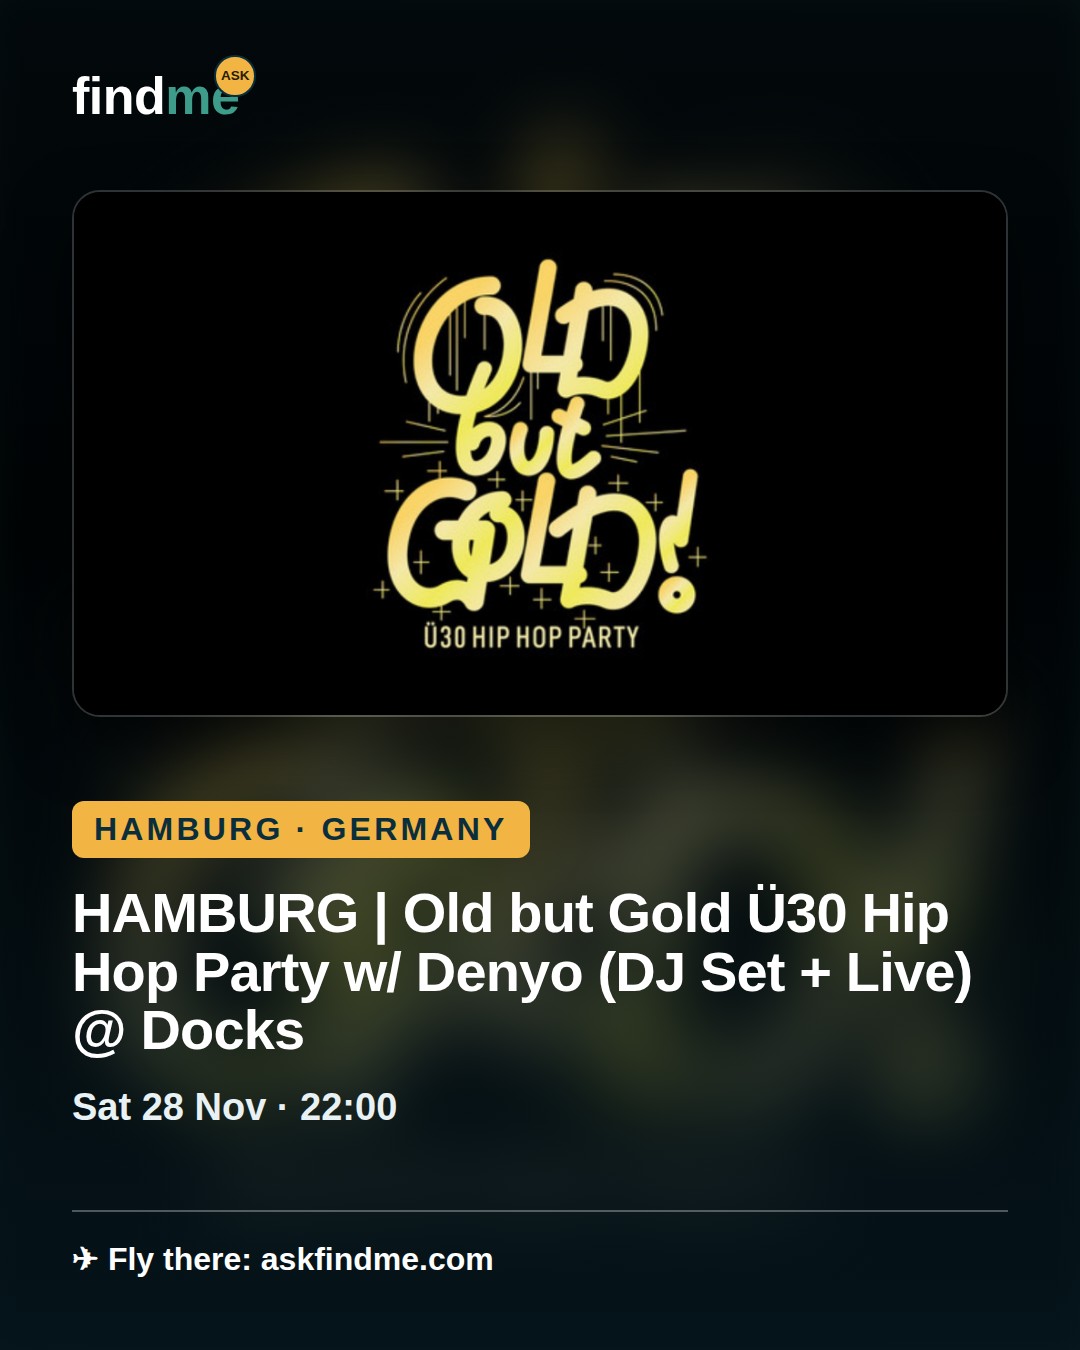 findme
ASK
OLD
but
GOLD!
Ü30 HIP HOP PARTY
HAMBURG · GERMANY
HAMBURG | Old but Gold Ü30 Hip
Hop Party w/ Denyo (DJ Set + Live)
@ Docks
Sat 28 Nov · 22:00
✈ Fly there: askfindme.com